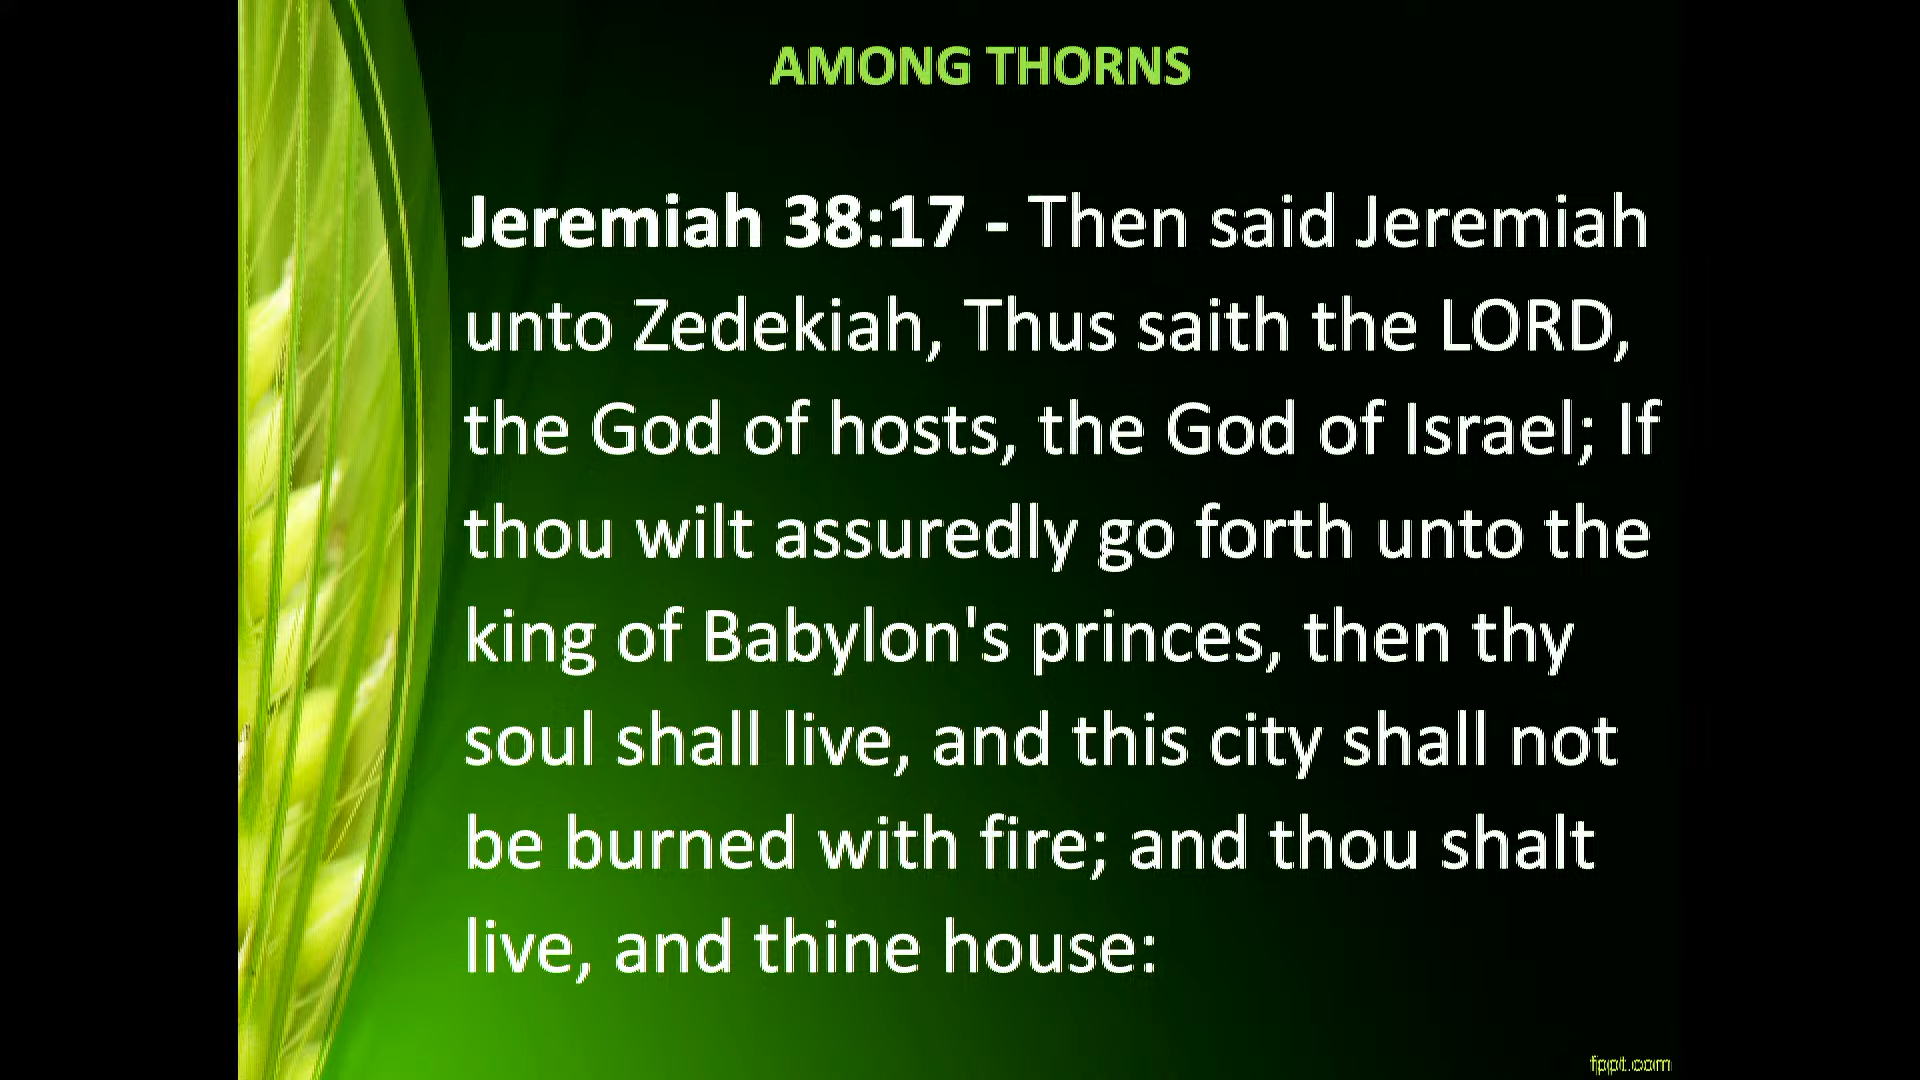 AMONG THORNS
Jeremiah 38:17 - Then said Jeremiah
unto Zedekiah, Thus saith the LORD,
the God of hosts, the God of Israel; If
thou wilt assuredly go forth unto the
king of Babylon's princes, then thy
soul shall live, and this city shall not
be burned with fire; and thou shalt
live, and thine house:
fppt.com